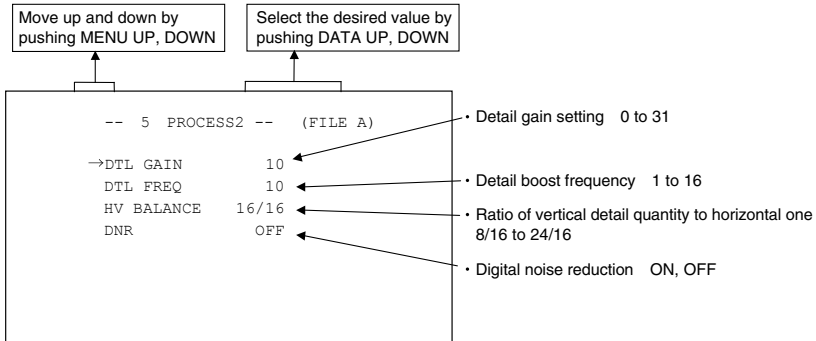 Move up and down by
pushing MENU UP, DOWN
Select the desired value by
pushing DATA UP, DOWN
-- 5 PROCESS2 -- (FILE A)
→DTL GAIN 10
DTL FREQ 10
HV BALANCE 16/16
DNR OFF
・Detail gain setting 0 to 31
・Detail boost frequency 1 to 16
・Ratio of vertical detail quantity to horizontal one
8/16 to 24/16
・Digital noise reduction ON, OFF